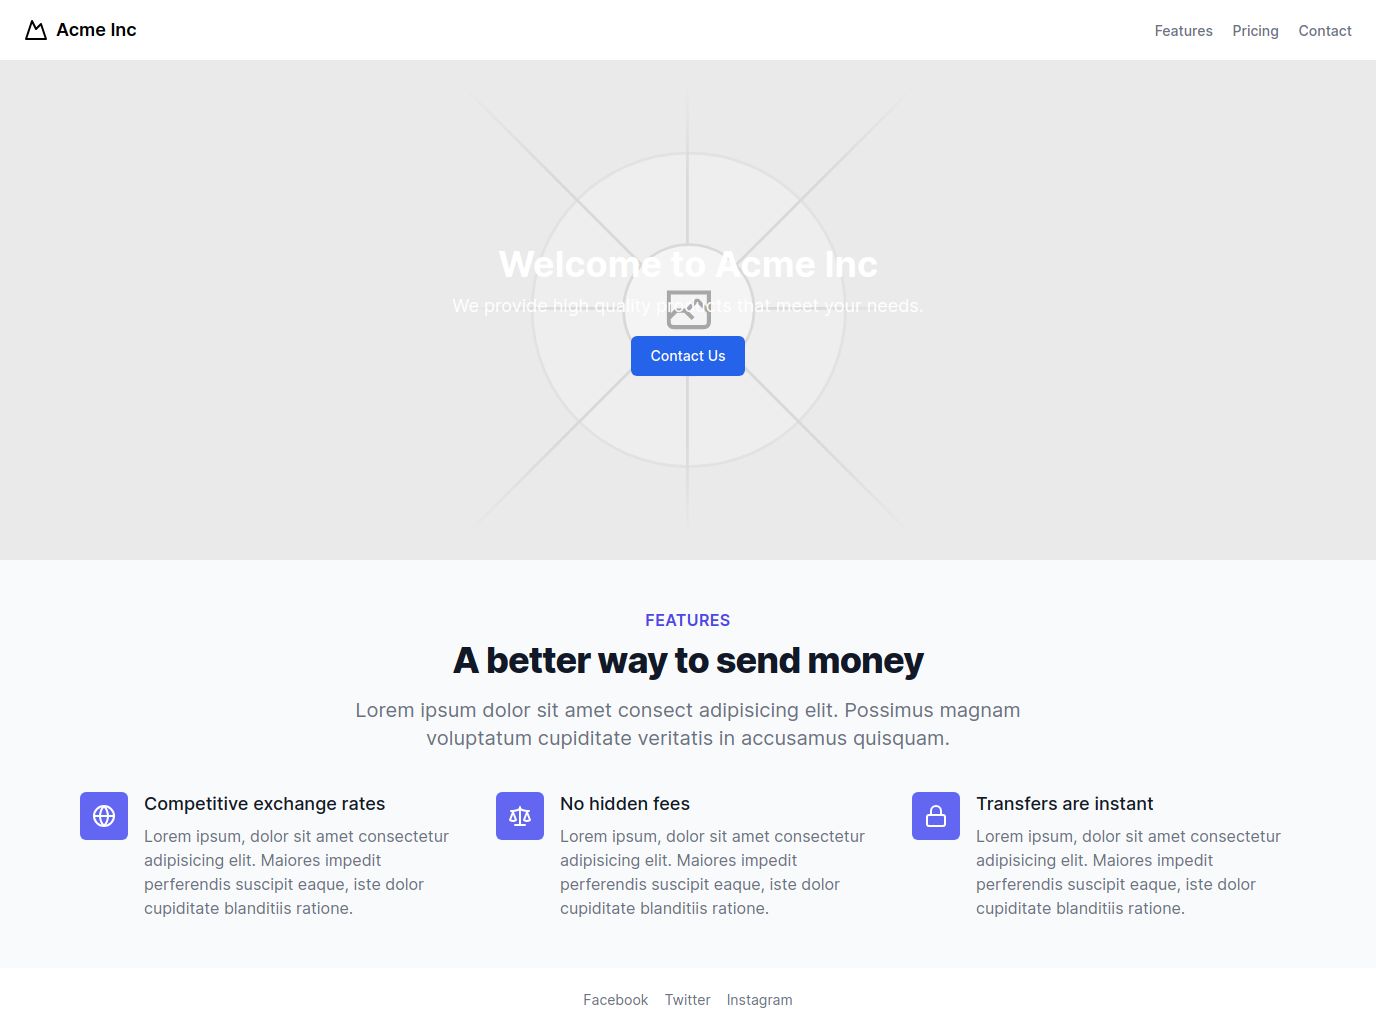 Acme Inc
Features Pricing Contact
Welcome to Acme Inc
We provide high quality products that meet your needs.
Contact Us
FEATURES
A better way to send money
Lorem ipsum dolor sit amet consect adipisicing elit. Possimus magnam
voluptatum cupiditate veritatis in accusamus quisquam.
Competitive exchange rates
Lorem ipsum, dolor sit amet consectetur
adipisicing elit. Maiores impedit
perferendis suscipit eaque, iste dolor
cupiditate blanditiis ratione.
No hidden fees
Lorem ipsum, dolor sit amet consectetur
adipisicing elit. Maiores impedit
perferendis suscipit eaque, iste dolor
cupiditate blanditiis ratione.
Transfers are instant
Lorem ipsum, dolor sit amet consectetur
adipisicing elit. Maiores impedit
perferendis suscipit eaque, iste dolor
cupiditate blanditiis ratione.
Facebook Twitter Instagram